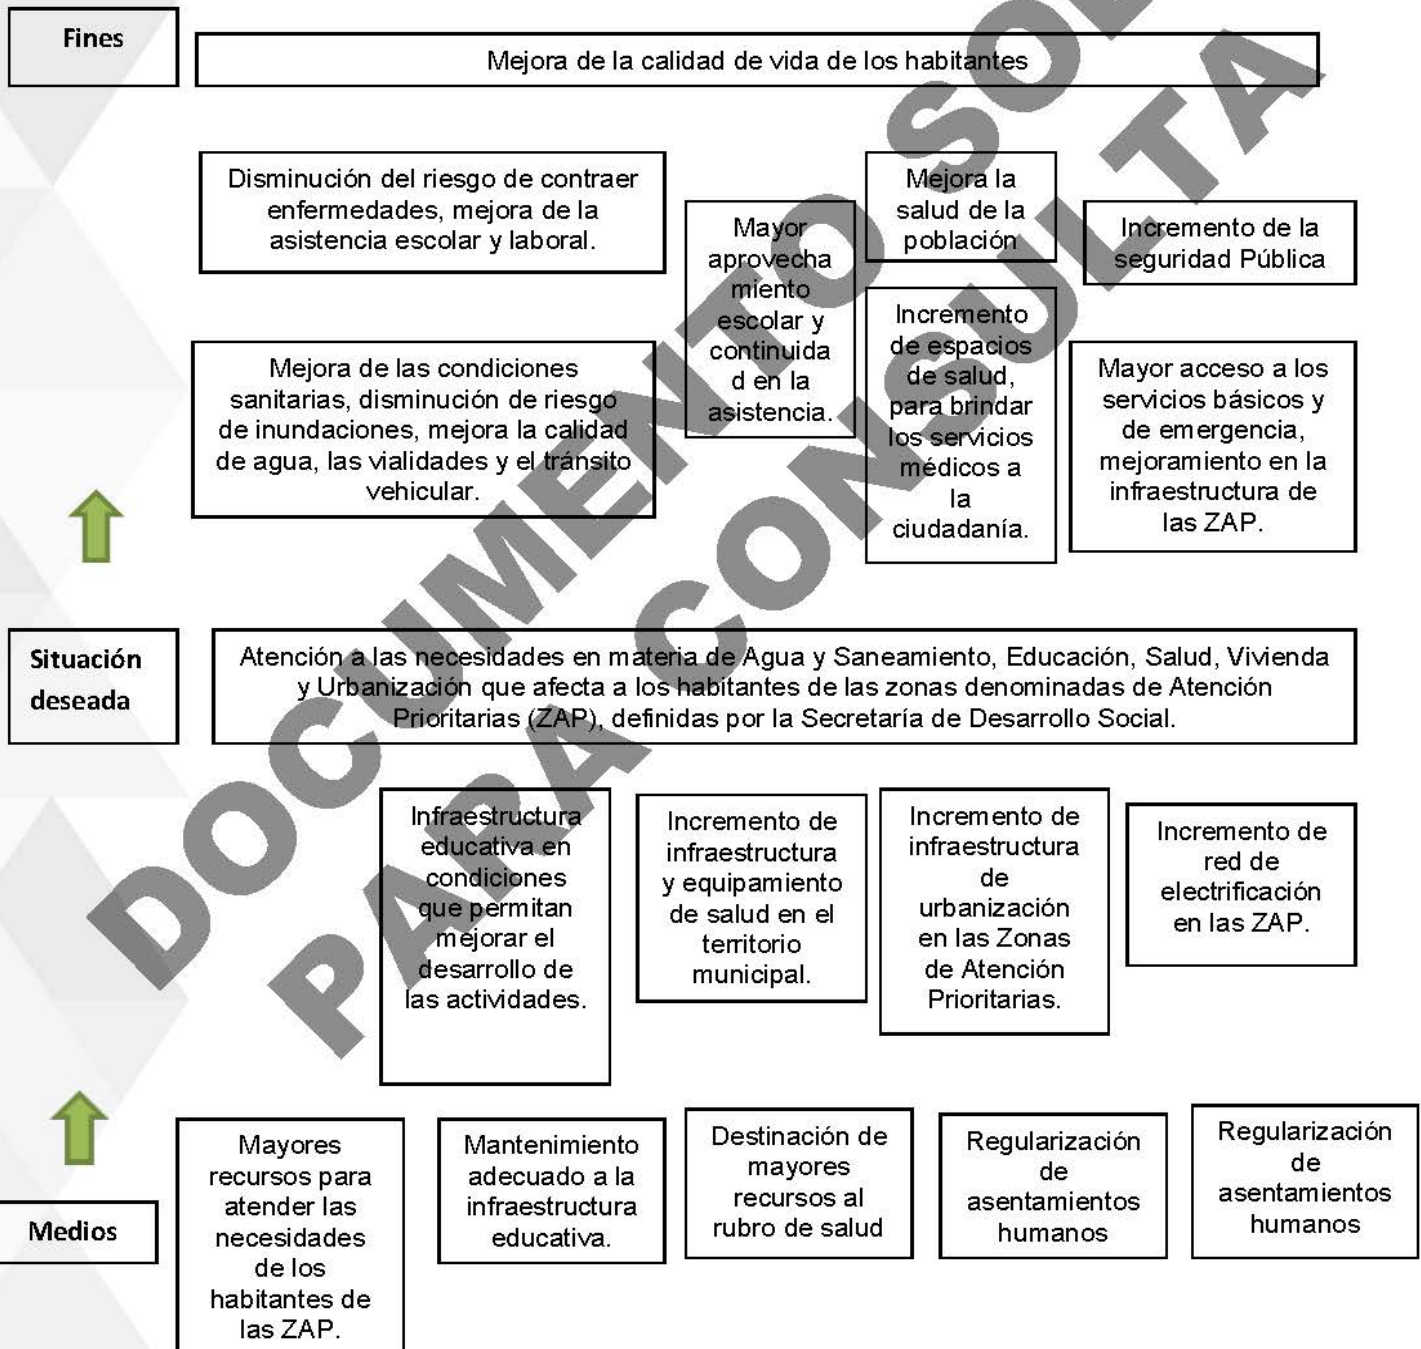 Fines
Mejora de la calidad de vida de los habitantes
Disminución del riesgo de contraer
enfermedades, mejora de la
asistencia escolar y laboral.
Mayor
aprovecha
miento
escolar y
continuida
d en la
asistencia.
Mejora la
salud de la
población
Incremento de la
seguridad Pública
Mejora de las condiciones
sanitarias, disminución de riesgo
de inundaciones, mejora la calidad
de agua, las vialidades y el tránsito
vehicular.
Incremento
de espacios
de salud,
para brindar
los servicios
médicos a
la
ciudadanía.
Mayor acceso a los
servicios básicos y
de emergencia,
mejoramiento en la
infraestructura de
las ZAP.
Situación
deseada
Atención a las necesidades en materia de Agua y Saneamiento, Educación, Salud, Vivienda
y Urbanización que afecta a los habitantes de las zonas denominadas de Atención
Prioritarias (ZAP), definidas por la Secretaría de Desarrollo Social.
Infraestructura
educativa en
condiciones
que permitan
mejorar el
desarrollo de
las actividades.
Incremento de
infraestructura
y equipamiento
de salud en el
territorio
municipal.
Incremento de
infraestructura
de
urbanización
en las Zonas
de Atención
Prioritarias.
Incremento de
red de
electrificación
en las ZAP.
Medios
Mayores
recursos para
atender las
necesidades
de los
habitantes de
las ZAP.
Mantenimiento
adecuado a la
infraestructura
educativa.
Destinación de
mayores
recursos al
rubro de salud
Regularización
de
asentamientos
humanos
Regularización
de
asentamientos
humanos
DOCUMENTO
PARA CONSULTA